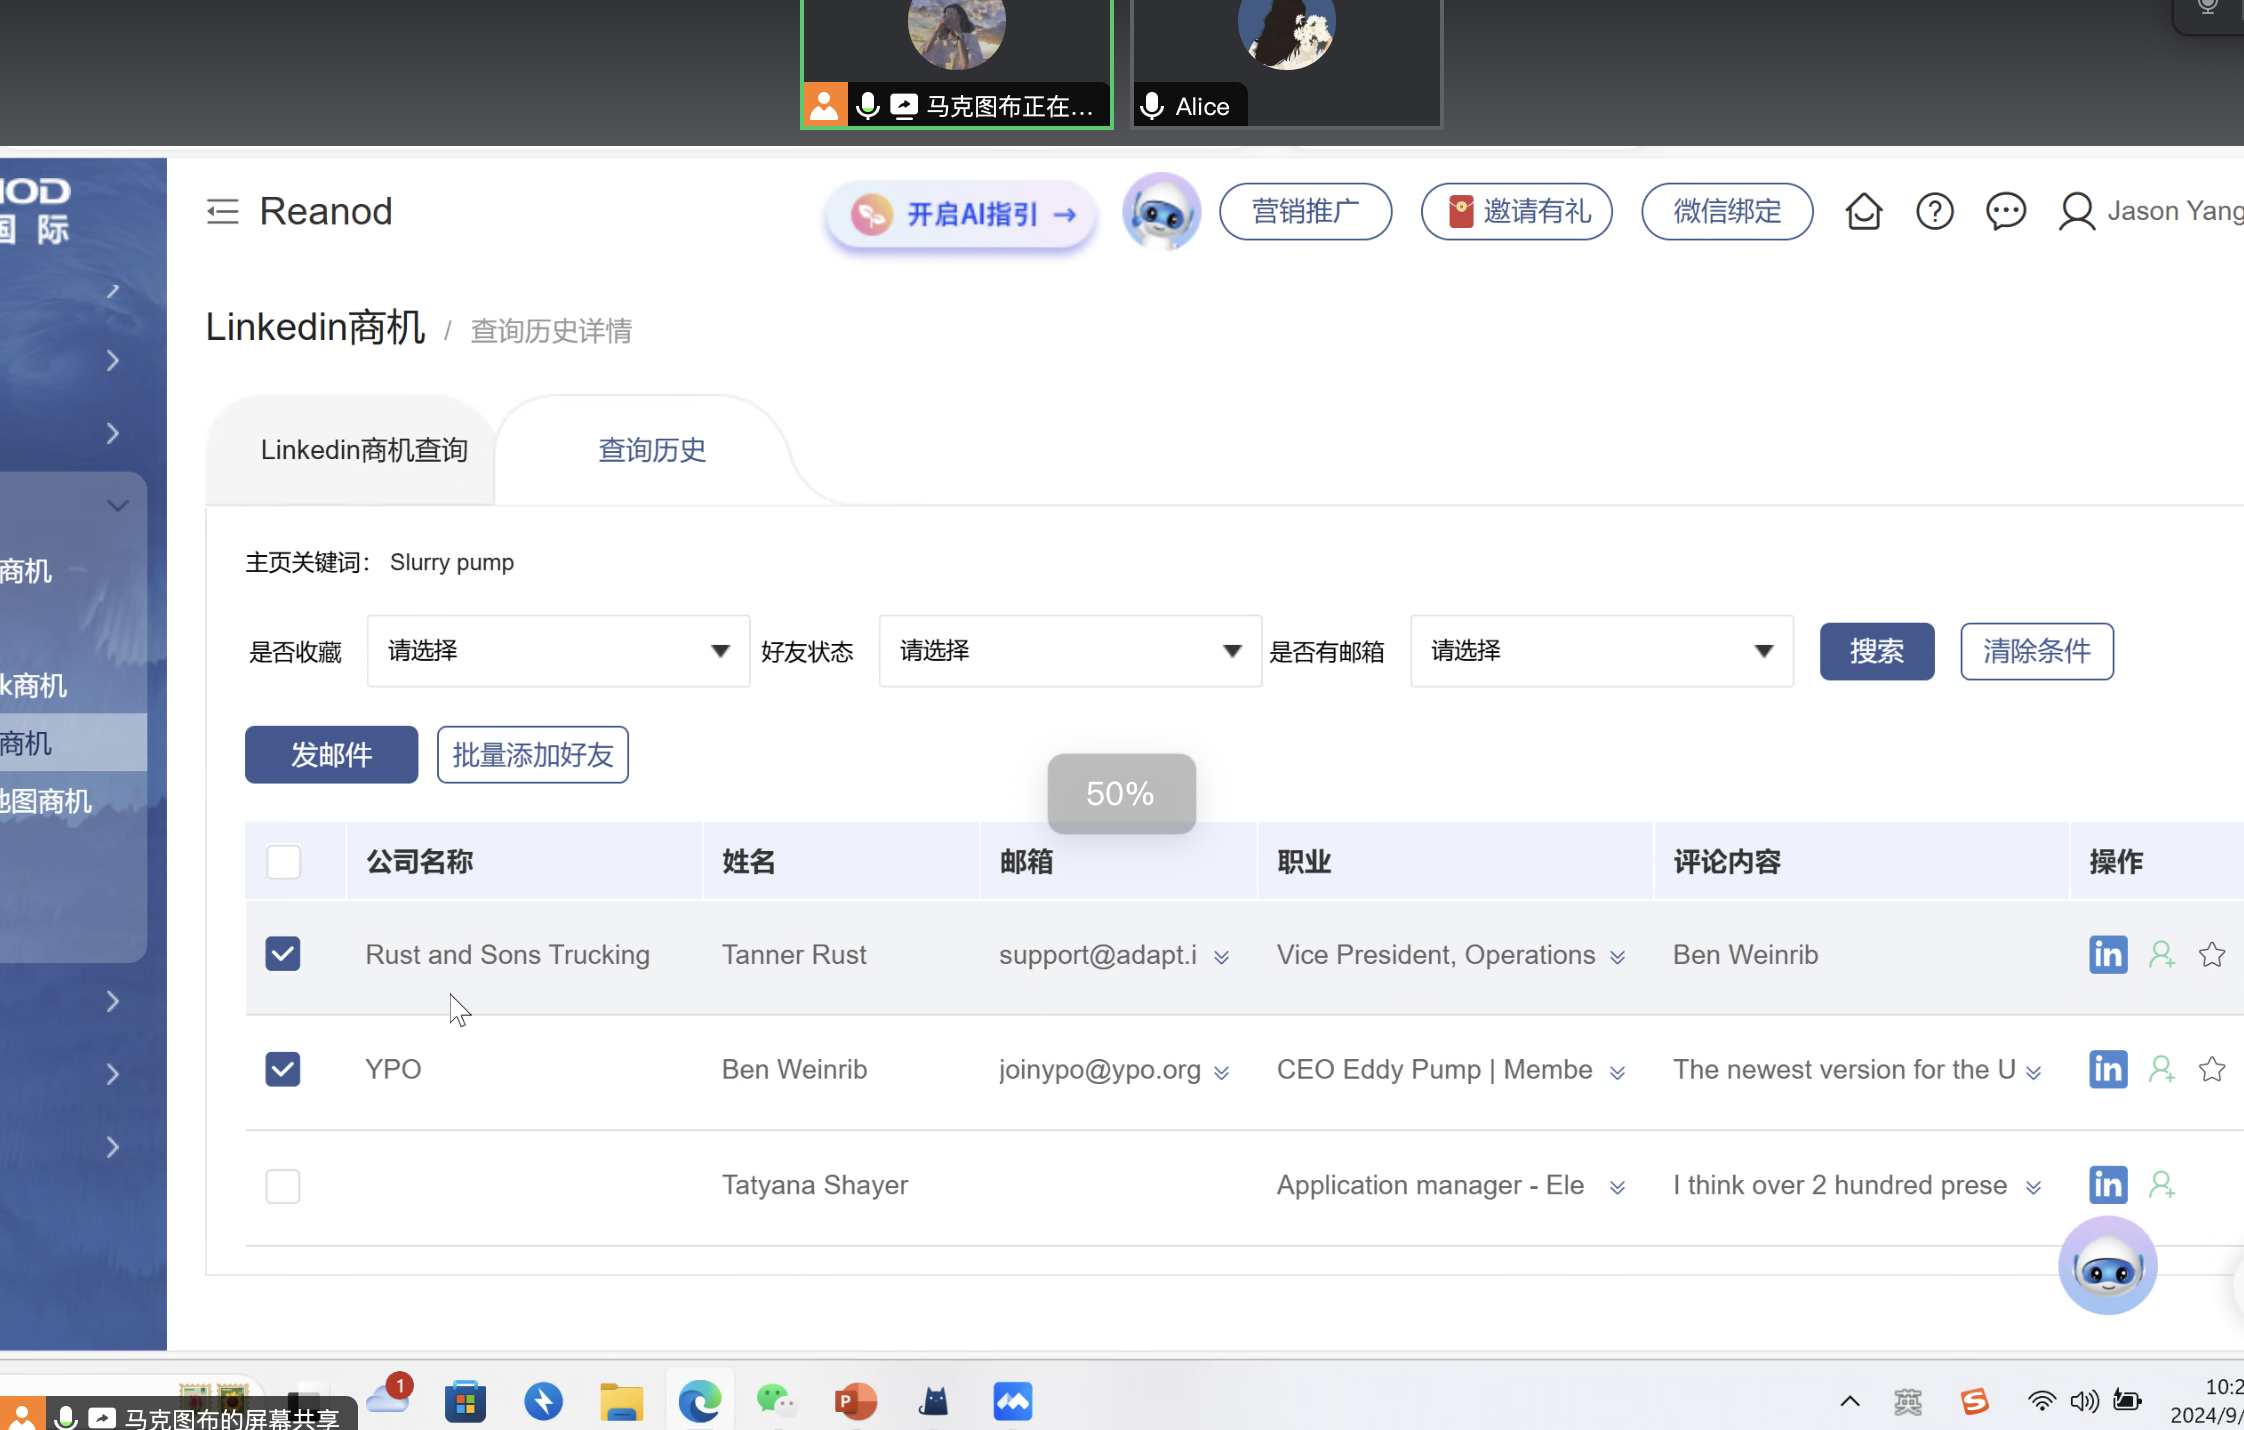 马克图布正在...
Alice
NOD
国 际
Reanod
开启AI指引 →
营销推广
邀请有礼
微信绑定
Jason Yang
Linkedin商机 / 查询历史详情
Linkedin商机查询
查询历史
商机
k商机
商机
地图商机
主页关键词： Slurry pump
是否收藏 请选择 好友状态 请选择 是否有邮箱 请选择 搜索 清除条件
发邮件 批量添加好友
50%
公司名称 姓名 邮箱 职业 评论内容 操作
Rust and Sons Trucking Tanner Rust support@adapt.i Vice President, Operations Ben Weinrib in
YPO Ben Weinrib joinypo@ypo.org CEO Eddy Pump | Membe The newest version for the U in
Tatyana Shayer Application manager - Ele I think over 2 hundred prese in
1
P
英
S
10:2
2024/9/
马克图布的屏幕共享